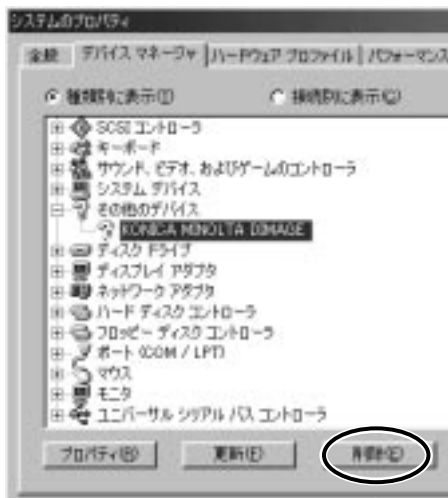 システムのプロパティ
全般 デバイス マネージャ ハードウェア プロファイル パフォーマンス
種類別に表示(T) 接続別に表示(C)
SCSI コントローラ
キーボード
サウンド、ビデオ、およびゲームのコントローラ
システム デバイス
その他のデバイス
KONICA MINOLTA DIMAGE
ディスク ドライブ
ディスプレイ アダプタ
ネットワーク アダプタ
ハード ディスク コントローラ
フロッピー ディスク コントローラ
ポート (COM / LPT)
マウス
モニタ
ユニバーサル シリアル バス コントローラ
プロパティ(R) 更新(F) 削除(E)